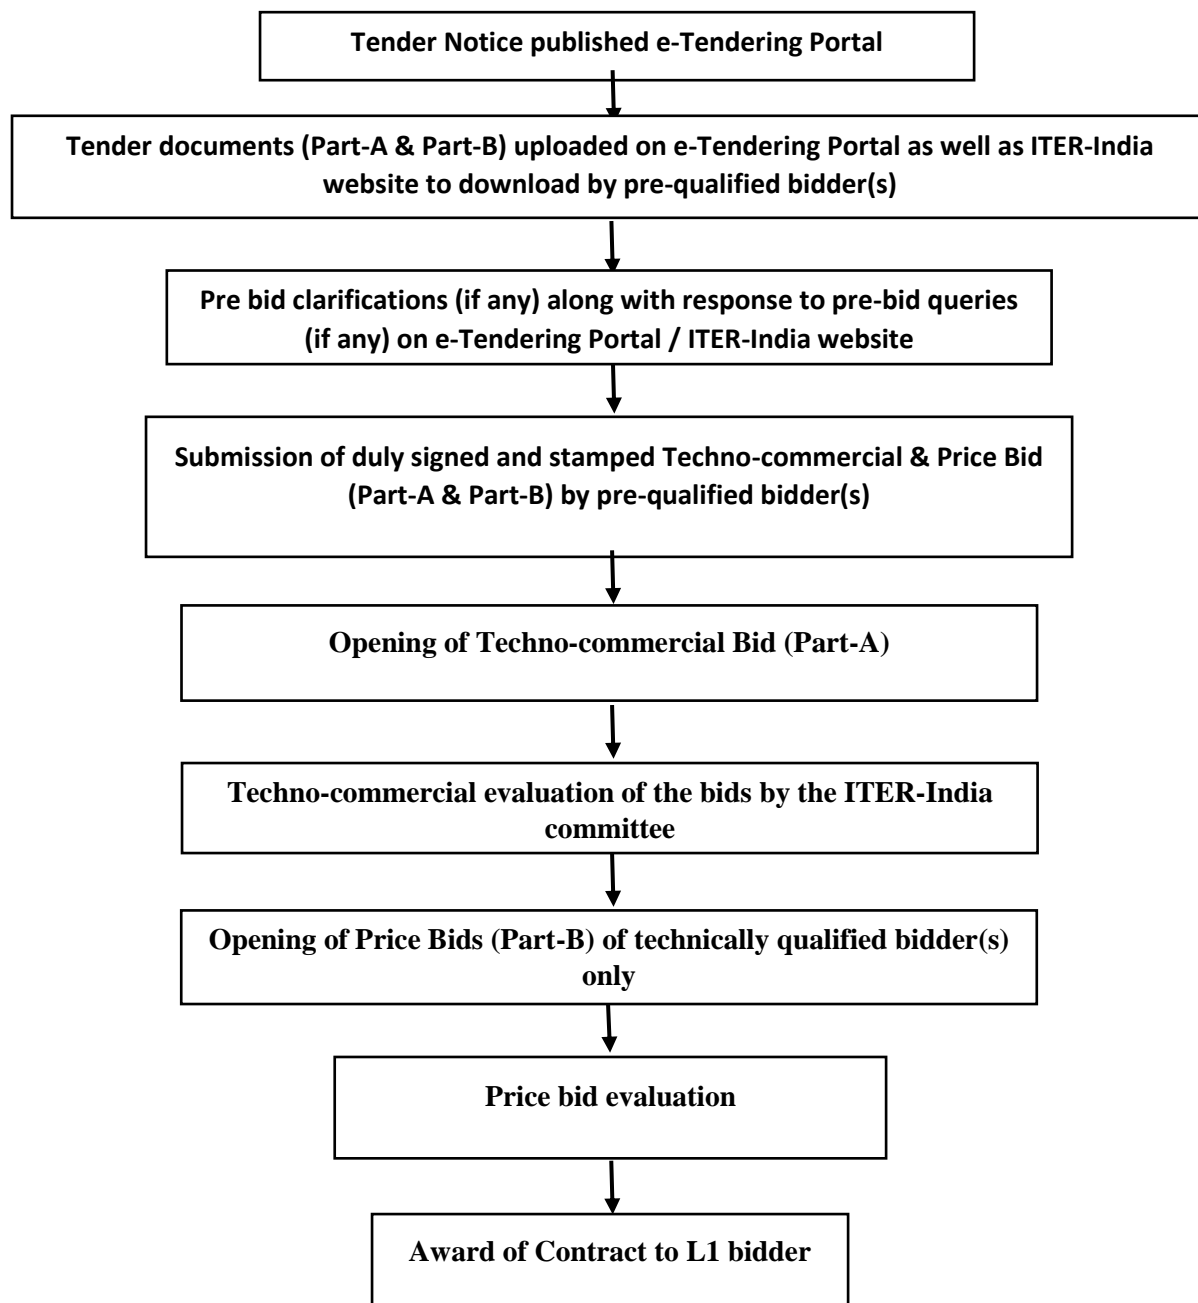 Tender Notice published e-Tendering Portal
Tender documents (Part-A & Part-B) uploaded on e-Tendering Portal as well as ITER-India
website to download by pre-qualified bidder(s)
Pre bid clarifications (if any) along with response to pre-bid queries
(if any) on e-Tendering Portal / ITER-India website
Submission of duly signed and stamped Techno-commercial & Price Bid
(Part-A & Part-B) by pre-qualified bidder(s)
Opening of Techno-commercial Bid (Part-A)
Techno-commercial evaluation of the bids by the ITER-India
committee
Opening of Price Bids (Part-B) of technically qualified bidder(s)
only
Price bid evaluation
Award of Contract to L1 bidder